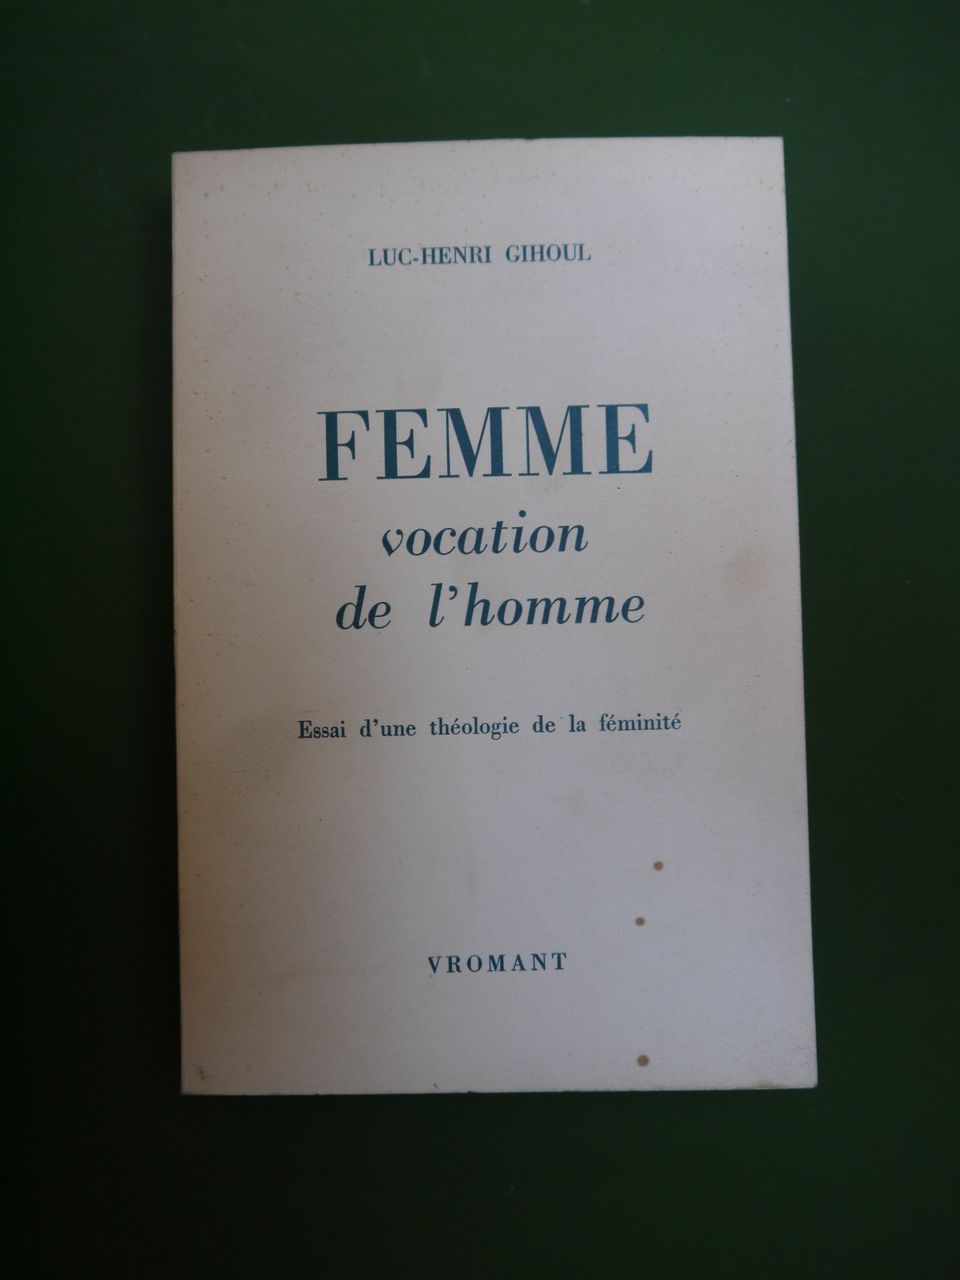 LUC-HENRI GIHOUL
FEMME
vocation
de l'homme
Essai d'une théologie de la féminité
VROMANT